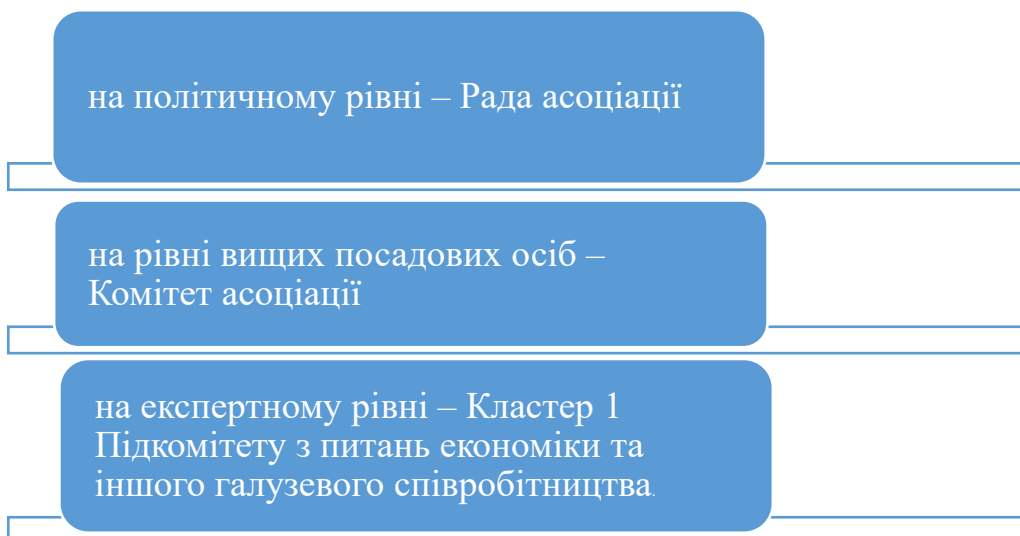 на політичному рівні – Рада асоціації
на рівні вищих посадових осіб –
Комітет асоціації
на експертному рівні – Кластер 1
Підкомітету з питань економіки та
іншого галузевого співробітництва.